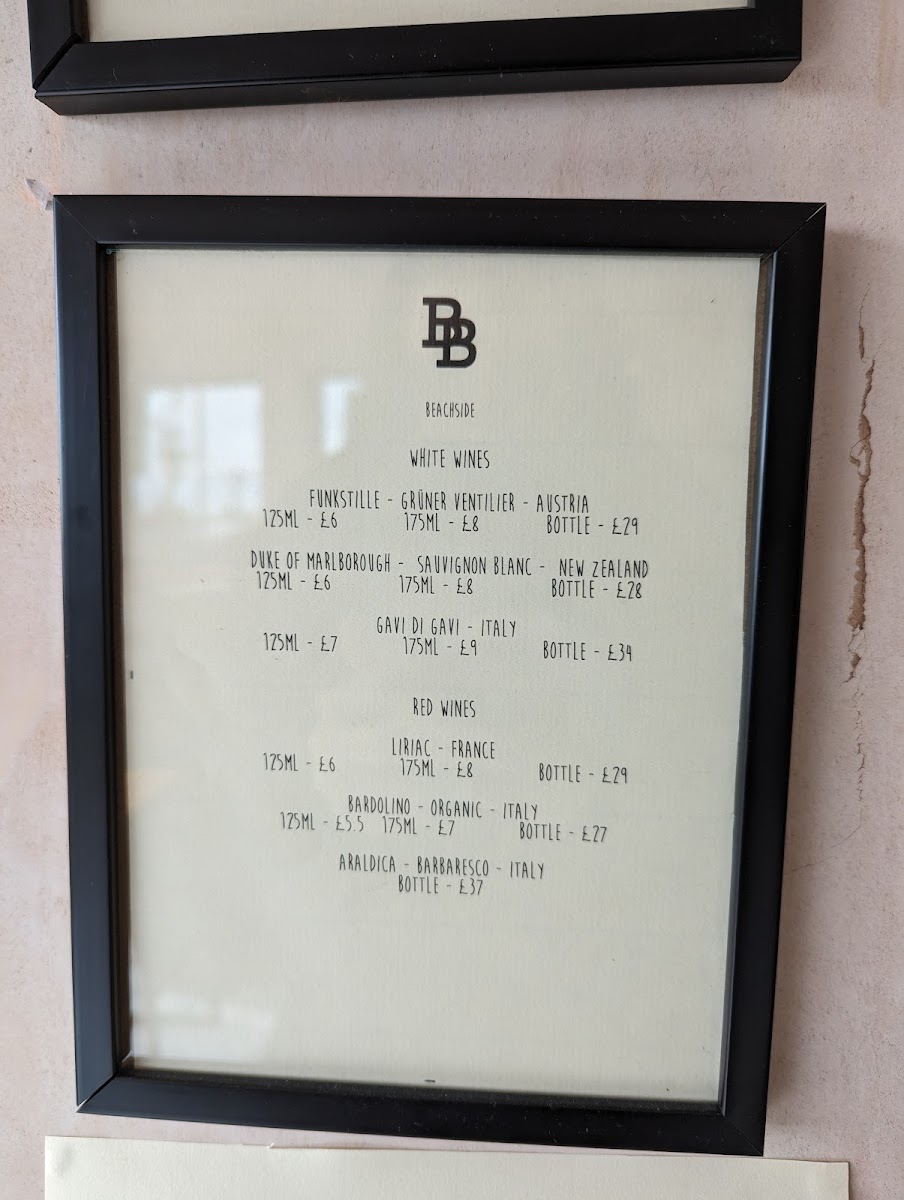 BB
BEACHSIDE
WHITE WINES
FUNKSTILLE - GRÜNER VENTILIER - AUSTRIA
125ML - £6 175ML - £8 BOTTLE - £29
DUKE OF MARLBOROUGH - SAUVIGNON BLANC - NEW ZEALAND
125ML - £6 175ML - £8 BOTTLE - £28
GAVI DI GAVI - ITALY
125ML - £7 175ML - £9 BOTTLE - £34
RED WINES
LIRIAC - FRANCE
125ML - £6 175ML - £8 BOTTLE - £29
BARDOLINO - ORGANIC - ITALY
125ML - £5.5 175ML - £7 BOTTLE - £27
ARALDICA - BARBARESCO - ITALY
BOTTLE - £37